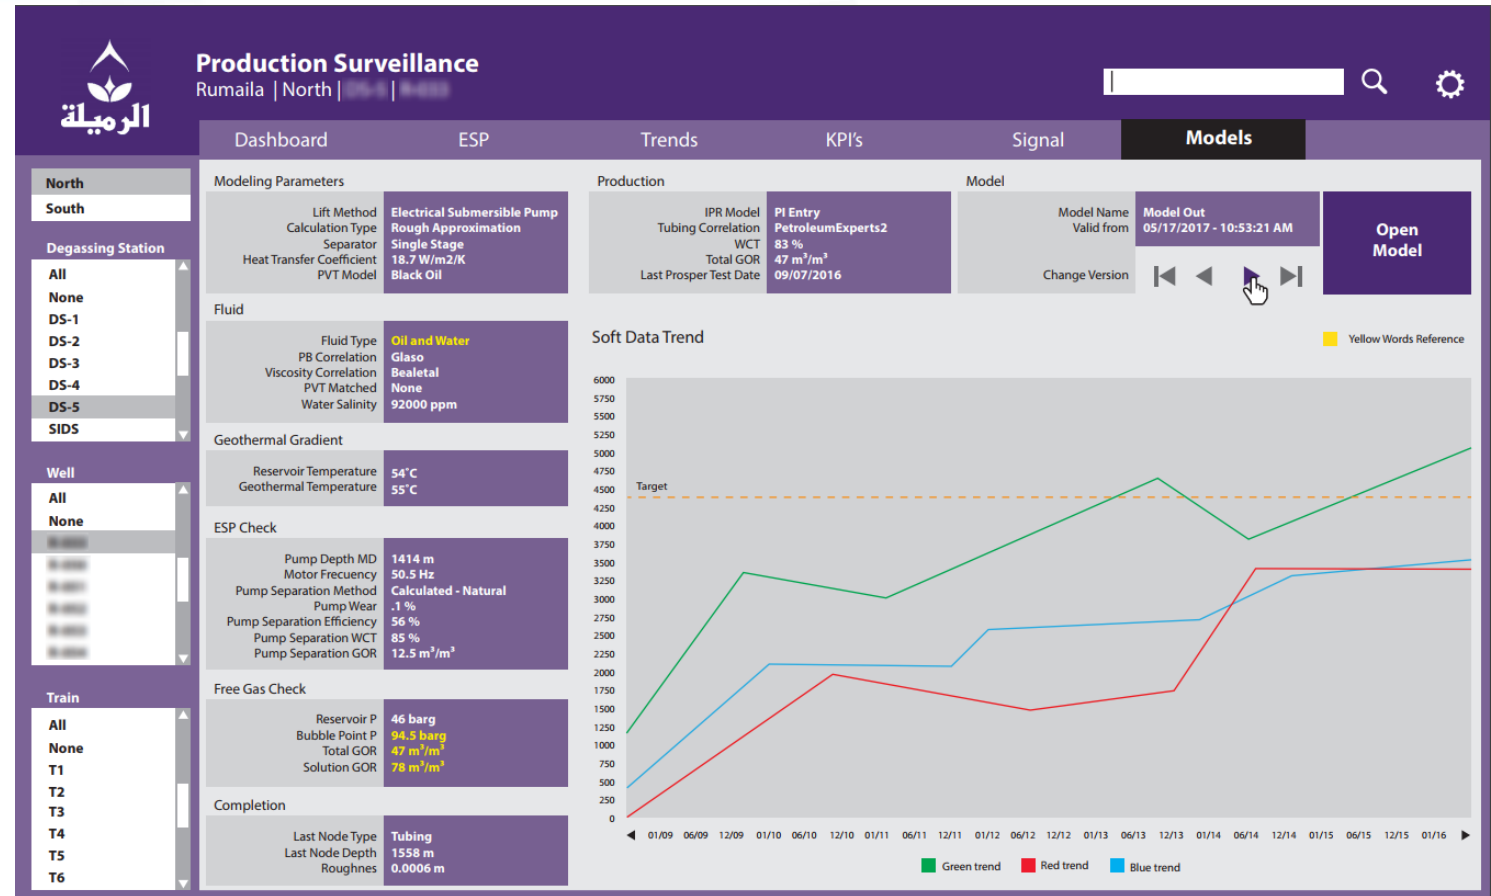 الرميلة
Production Surveillance
Rumaila | North |
Dashboard ESP Trends KPI's Signal Models
North
South
Degassing Station
All
None
DS-1
DS-2
DS-3
DS-4
DS-5
SIDS
Well
All
None
Train
All
None
T1
T2
T3
T4
T5
T6
Modeling Parameters
Lift Method Electrical Submersible Pump
Calculation Type Rough Approximation
Separator Single Stage
Heat Transfer Coefficient 18.7 W/m2/K
PVT Model Black Oil
Fluid
Fluid Type Oil and Water
PB Correlation Glaso
Viscosity Correlation Bealetal
PVT Matched None
Water Salinity 92000 ppm
Geothermal Gradient
Reservoir Temperature 54°C
Geothermal Temperature 55°C
ESP Check
Pump Depth MD 1414 m
Motor Frecuency 50.5 Hz
Pump Separation Method Calculated - Natural
Pump Wear .1 %
Pump Separation Efficiency 56 %
Pump Separation WCT 85 %
Pump Separation GOR 12.5 m³/m³
Free Gas Check
Reservoir P 46 barg
Bubble Point P 94.5 barg
Total GOR 47 m³/m³
Solution GOR 78 m³/m³
Completion
Last Node Type Tubing
Last Node Depth 1558 m
Roughnes 0.0006 m
Production
IPR Model PI Entry
Tubing Correlation PetroleumExperts2
WCT 83 %
Total GOR 47 m³/m³
Last Prosper Test Date 09/07/2016
Model
Model Name Model Out
Valid from 05/17/2017 - 10:53:21 AM
Change Version
Open
Model
Soft Data Trend
Yellow Words Reference
6000
5750
5500
5250
5000
4750
4500
4250
4000
3750
3500
3250
3000
2750
2500
2250
2000
1750
1500
1250
1000
750
500
250
0
Target
01/09 06/09 12/09 01/10 06/10 12/10 01/11 06/11 12/11 01/12 06/12 12/12 01/13 06/13 12/13 01/14 06/14 12/14 01/15 06/15 12/15 01/16
Green trend Red trend Blue trend